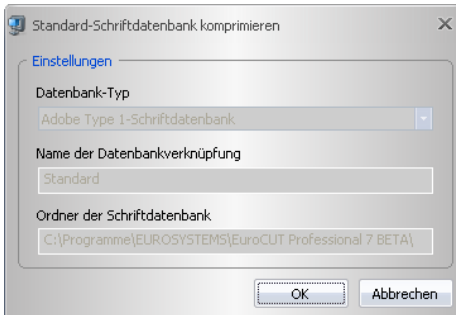 Standard-Schriftdatenbank komprimieren
Einstellungen
Datenbank-Typ
Adobe Type 1-Schriftdatenbank
Name der Datenbankverknüpfung
Standard
Ordner der Schriftdatenbank
C:\Programme\EUROSYSTEMS\EuroCUT Professional 7 BETA\
OK Abbrechen